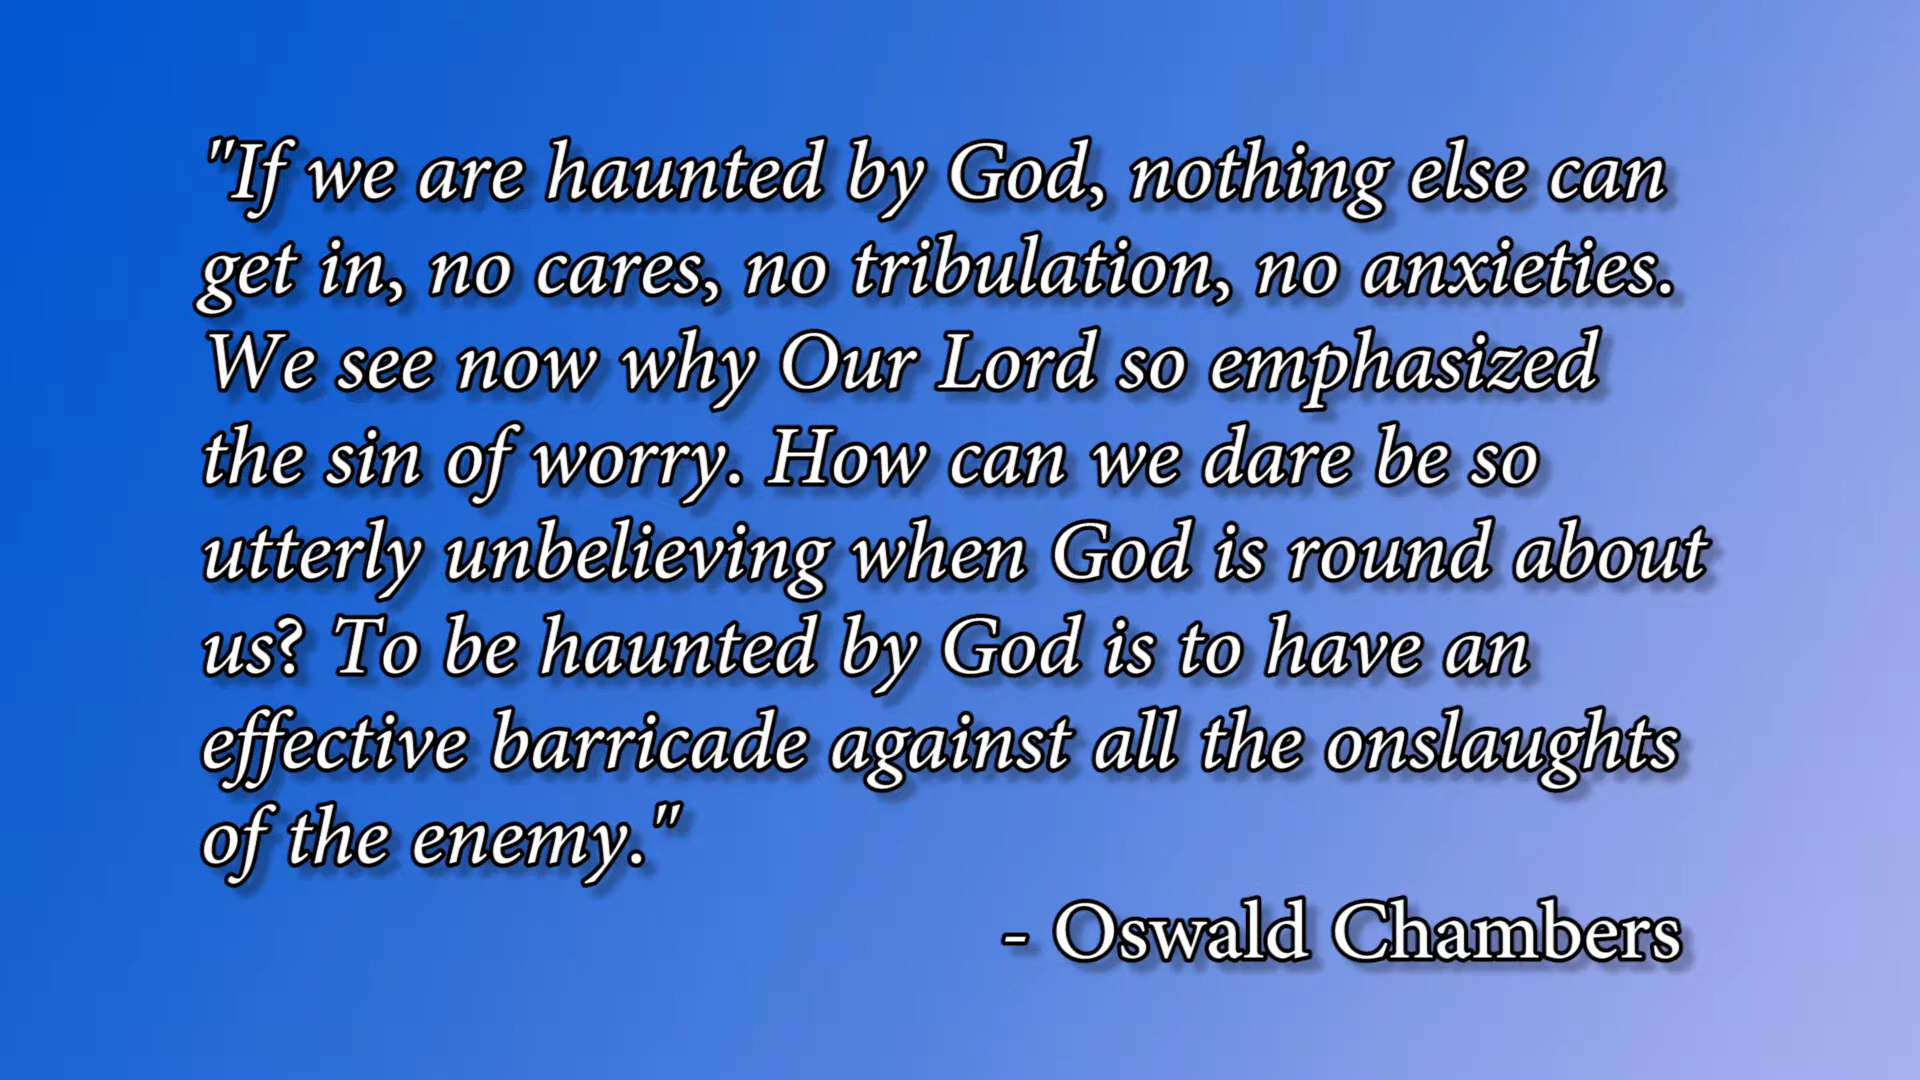 "If we are haunted by God, nothing else can
get in, no cares, no tribulation, no anxieties.
We see now why Our Lord so emphasized
the sin of worry. How can we dare be so
utterly unbelieving when God is round about
us? To be haunted by God is to have an
effective barricade against all the onslaughts
of the enemy."
- Oswald Chambers